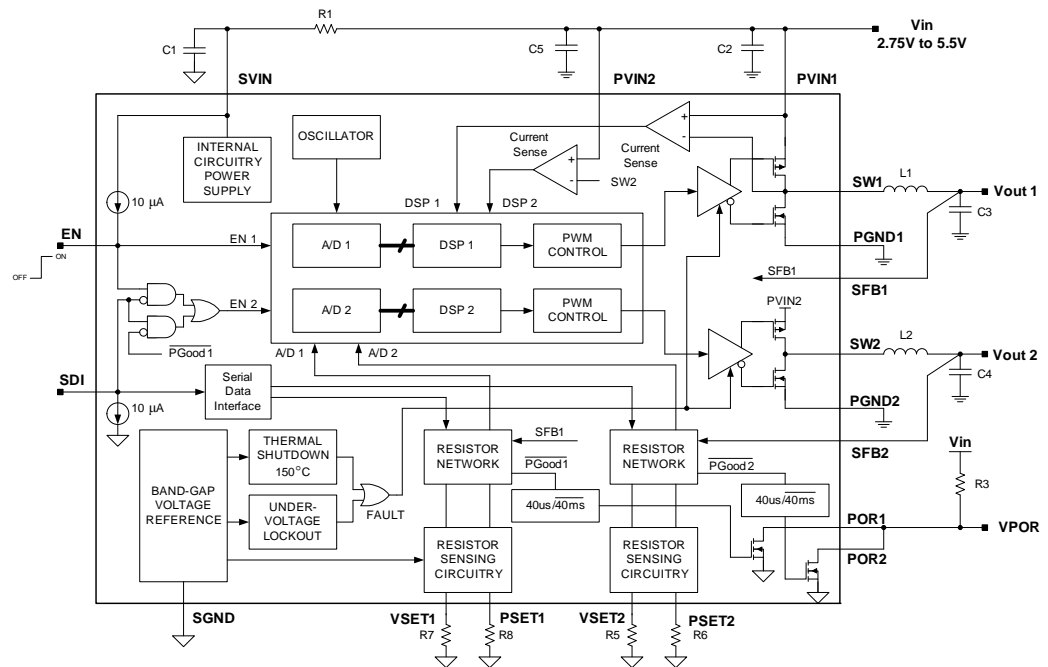 R1
Vin
2.75V to 5.5V
C1
C5
C2
SVIN
PVIN2
PVIN1
OSCILLATOR
INTERNAL
CIRCUITRY
POWER
SUPPLY
Current
Sense
+
-
SW2
Current
Sense
+
-
10 µA
SW1
L1
Vout 1
C3
EN
ON
OFF
EN 1
DSP 1
DSP 2
A/D 1
DSP 1
PWM
CONTROL
PGND1
SFB1
SFB1
EN 2
A/D 2
DSP 2
PWM
CONTROL
PVIN2
PGood1
A/D 1
A/D 2
SW2
L2
Vout 2
C4
SDI
10 µA
Serial
Data
Interface
PGND2
SFB2
BAND-GAP
VOLTAGE
REFERENCE
THERMAL
SHUTDOWN
150°C
UNDER-
VOLTAGE
LOCKOUT
FAULT
RESISTOR
NETWORK
SFB1
PGood1
40us/40ms
RESISTOR
NETWORK
PGood2
40us/40ms
Vin
R3
POR1
VPOR
POR2
RESISTOR
SENSING
CIRCUITRY
RESISTOR
SENSING
CIRCUITRY
SGND
VSET1
PSET1
VSET2
PSET2
R7
R8
R5
R6